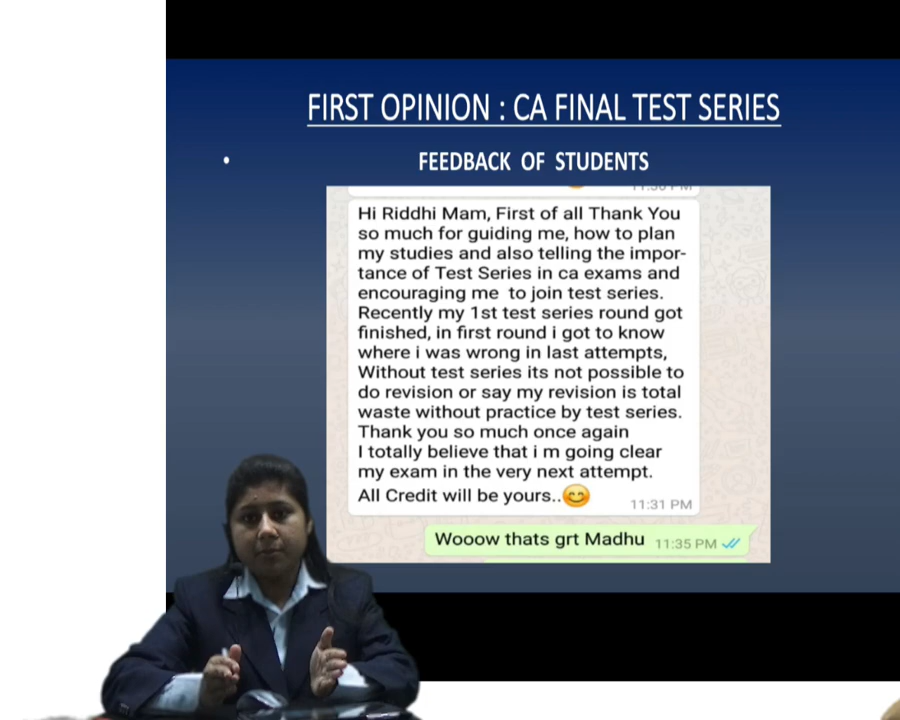 FIRST OPINION : CA FINAL TEST SERIES
• FEEDBACK OF STUDENTS
Hi Riddhi Mam, First of all Thank You
so much for guiding me, how to plan
my studies and also telling the impor-
tance of Test Series in ca exams and
encouraging me to join test series.
Recently my 1st test series round got
finished, in first round i got to know
where i was wrong in last attempts,
Without test series its not possible to
do revision or say my revision is total
waste without practice by test series.
Thank you so much once again
I totally believe that i m going clear
my exam in the very next attempt.
All Credit will be yours..😊 11:31 PM
Wooow thats grt Madhu 11:35 PM